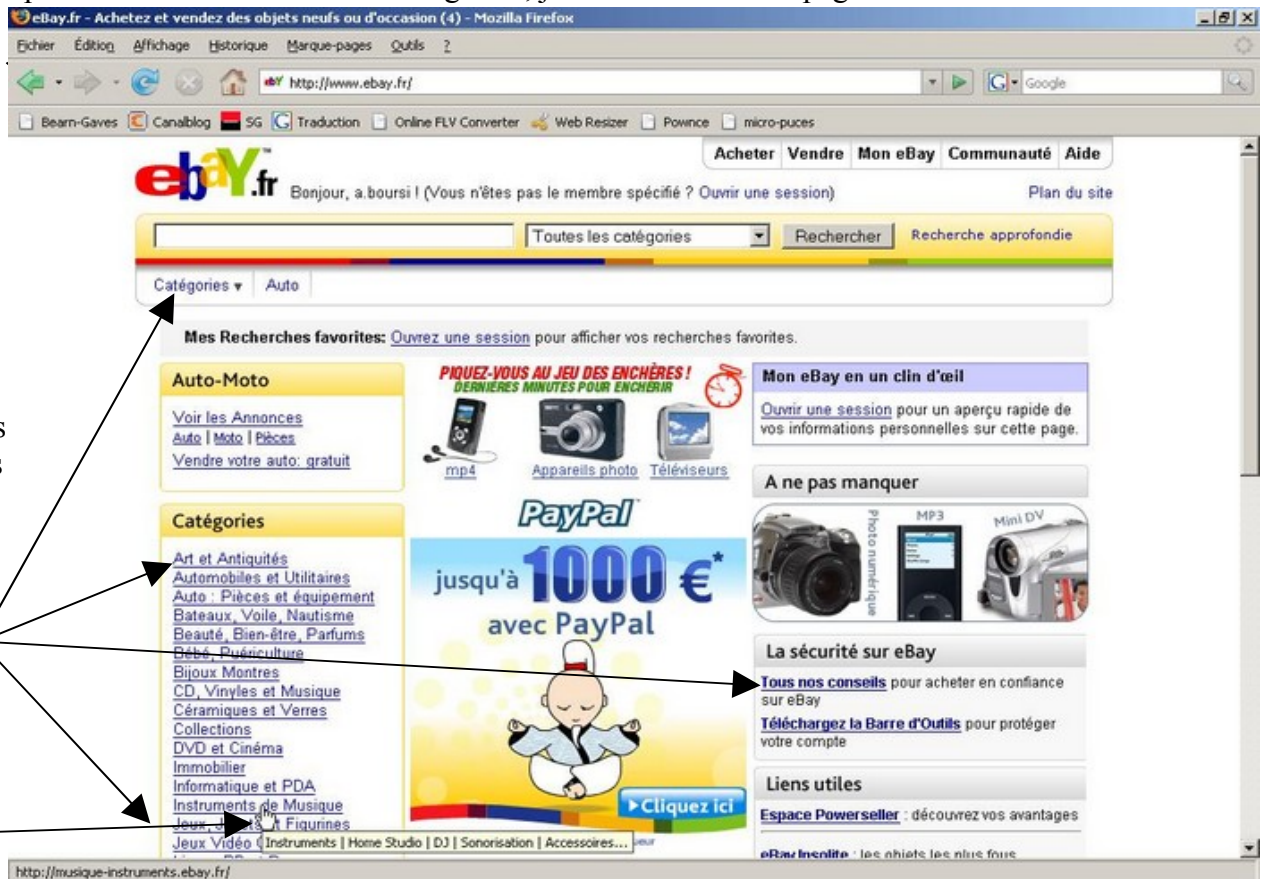 eBay.fr - Achetez et vendez des objets neufs ou d'occasion (4) - Mozilla Firefox
Fichier Édition Affichage Historique Marque-pages Outils ?
http://www.ebay.fr/
Google
Bearn-Gaves Canalblog SG Traduction Online FLV Converter Web Resizer Pownce micro-puces
Acheter Vendre Mon eBay Communauté Aide
ebaY.fr
Bonjour, a.boursi ! (Vous n'êtes pas le membre spécifié ? Ouvrir une session)
Plan du site
Toutes les catégories Rechercher Recherche approfondie
Catégories Auto
Mes Recherches favorites: Ouvrez une session pour afficher vos recherches favorites.
Auto-Moto
Voir les Annonces
Auto | Moto | Pièces
Vendre votre auto: gratuit
Catégories
Art et Antiquités
Automobiles et Utilitaires
Auto : Pièces et équipement
Bateaux, Voile, Nautisme
Beauté, Bien-être, Parfums
Bébé, Puériculture
Bijoux Montres
CD, Vinyles et Musique
Céramiques et Verres
Collections
DVD et Cinéma
Immobilier
Informatique et PDA
Instruments de Musique
Jeux, Figurines
Jeux Vidéo
Instruments | Home Studio | DJ | Sonorisation | Accessoires...
PIQUEZ-VOUS AU JEU DES ENCHÈRES !
DERNIÈRES MINUTES POUR ENCHÉRIR
mp4 Appareils photo Téléviseurs
PayPal
jusqu'à 1000 €*
avec PayPal
Cliquez ici
Mon eBay en un clin d'œil
Ouvrir une session pour un aperçu rapide de
vos informations personnelles sur cette page.
A ne pas manquer
Photo numérique
MP3
Mini DV
La sécurité sur eBay
Tous nos conseils pour acheter en confiance
sur eBay
Téléchargez la Barre d'Outils pour protéger
votre compte
Liens utiles
Espace Powerseller : découvrez vos avantages
eBay Insolite : les objets les plus fous
http://musique-instruments.ebay.fr/